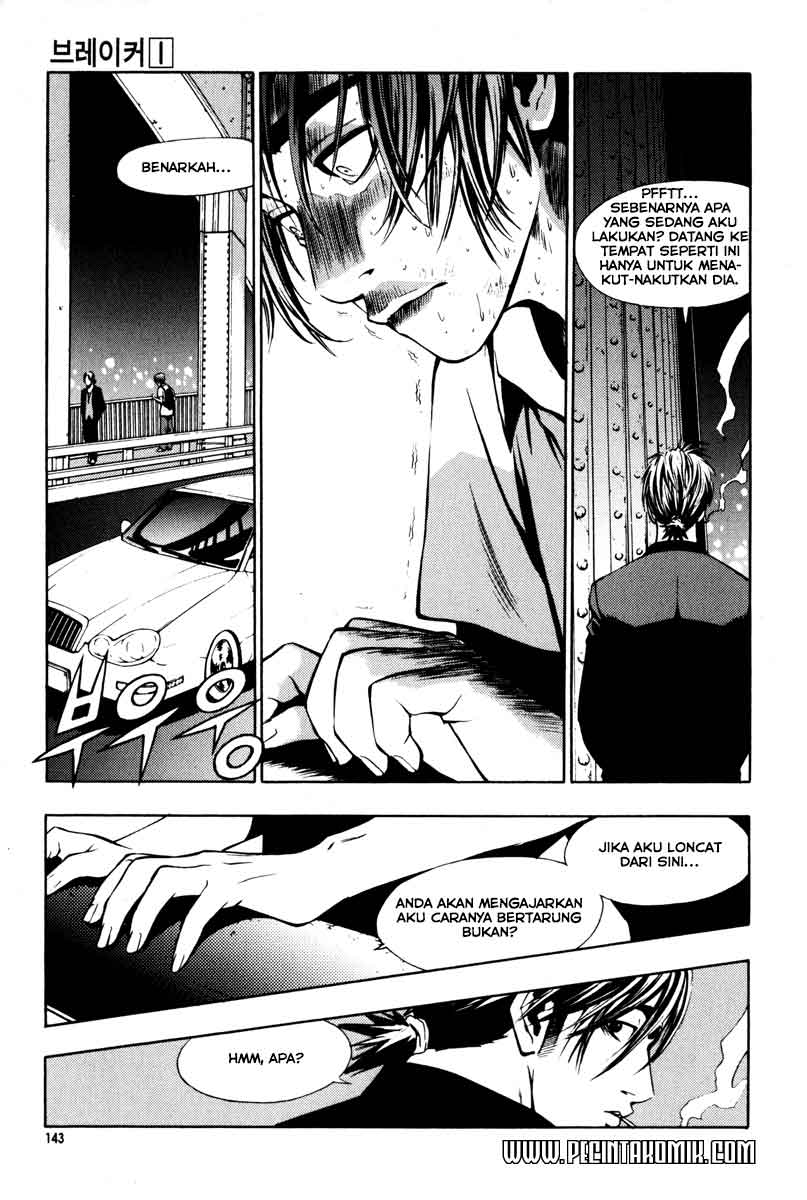 브레이커 1
BENARKAH...
PFFTT...
SEBENARNYA APA
YANG SEDANG AKU
LAKUKAN? DATANG KE
TEMPAT SEPERTI INI
HANYA UNTUK MENA-
KUT-NAKUTKAN DIA.
부우우웅
JIKA AKU LONCAT
DARI SINI...
ANDA AKAN MENGAJARKAN
AKU CARANYA BERTARUNG
BUKAN?
HMM, APA?
143
WWW.PECINTAKOMIK.COM